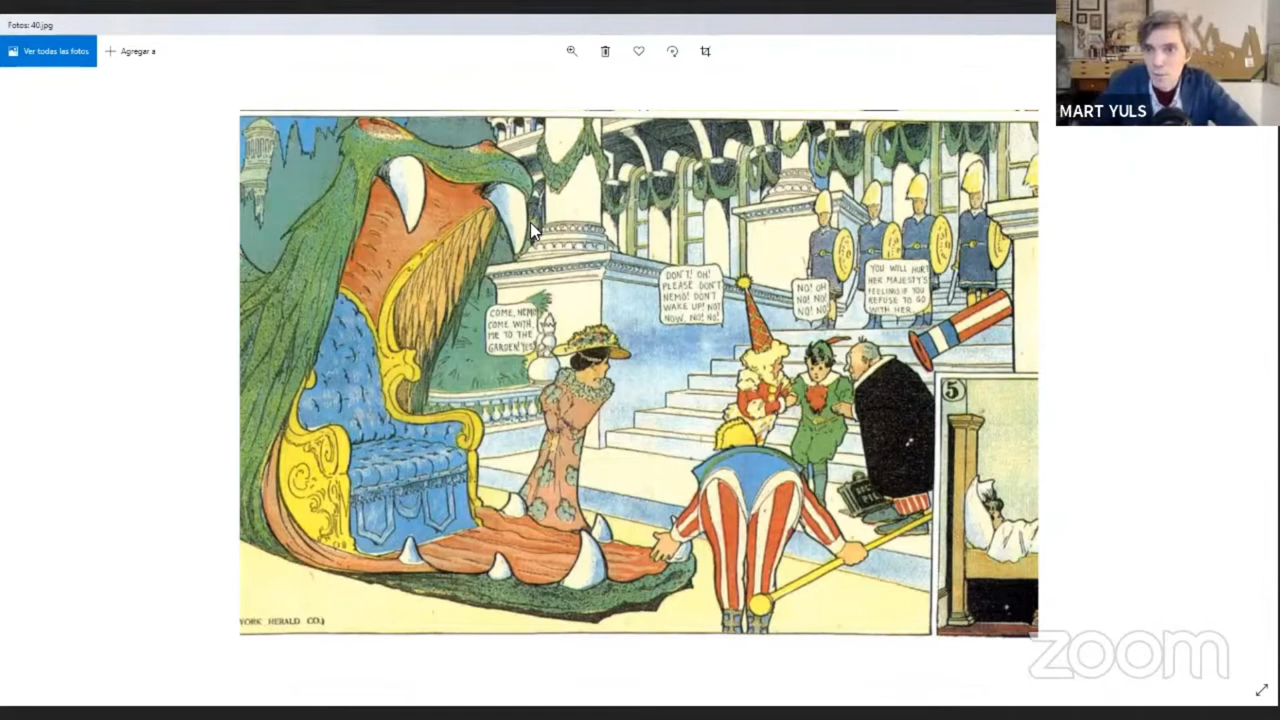 Fotos: 40.jpg
Ver todas las fotos
Agregar a
MART YULS
DON'T! OH!
PLEASE DON'T
NEMO! DON'T
WAKE UP! NOT
NOW. NO! NO!
NO! OH
NO! NO!
NO! NO!
YOU WILL HURT
HER MAJESTY'S
FEELINGS IF YOU
REFUSE TO GO
WITH HER.
COME, NEMO
COME WITH
ME TO THE
GARDEN! YES!
5
DOC
PIL
YORK HERALD CO.)
zoom